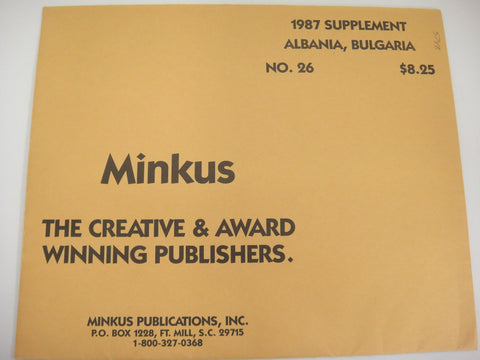 1987 SUPPLEMENT
ALBANIA, BULGARIA
NO. 26 $8.25
Minkus
THE CREATIVE & AWARD
WINNING PUBLISHERS.
MINKUS PUBLICATIONS, INC.
P.O. BOX 1228, FT. MILL, S.C. 29715
1-800-327-0368